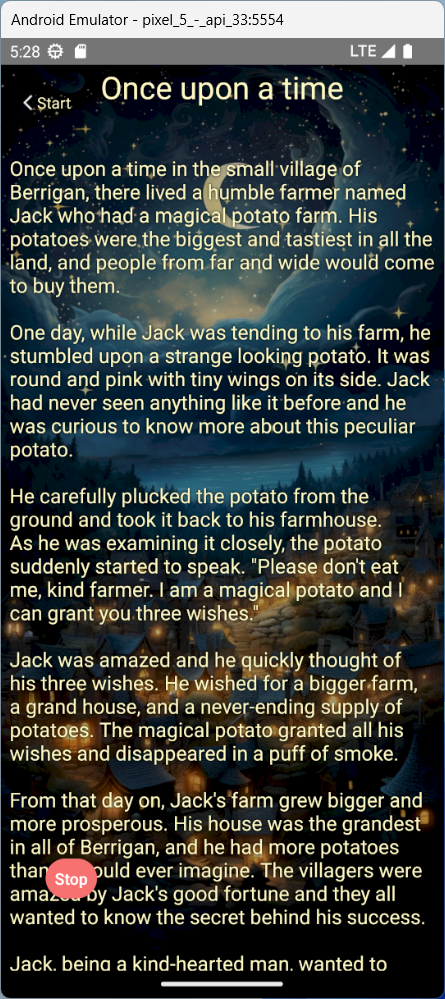 Android Emulator - pixel_5_-_api_33:5554
5:28
LTE
Start
Once upon a time
Once upon a time in the small village of
Berrigan, there lived a humble farmer named
Jack who had a magical potato farm. His
potatoes were the biggest and tastiest in all the
land, and people from far and wide would come
to buy them.
One day, while Jack was tending to his farm, he
stumbled upon a strange looking potato. It was
round and pink with tiny wings on its side. Jack
had never seen anything like it before and he
was curious to know more about this peculiar
potato.
He carefully plucked the potato from the
ground and took it back to his farmhouse.
As he was examining it closely, the potato
suddenly started to speak. "Please don't eat
me, kind farmer. I am a magical potato and I
can grant you three wishes."
Jack was amazed and he quickly thought of
his three wishes. He wished for a bigger farm,
a grand house, and a never-ending supply of
potatoes. The magical potato granted all his
wishes and disappeared in a puff of smoke.
From that day on, Jack's farm grew bigger and
more prosperous. His house was the grandest
in all of Berrigan, and he had more potatoes
than ould ever imagine. The villagers were
Stop
amazed by Jack's good fortune and they all
wanted to know the secret behind his success.
Jack, being a kind-hearted man, wanted to